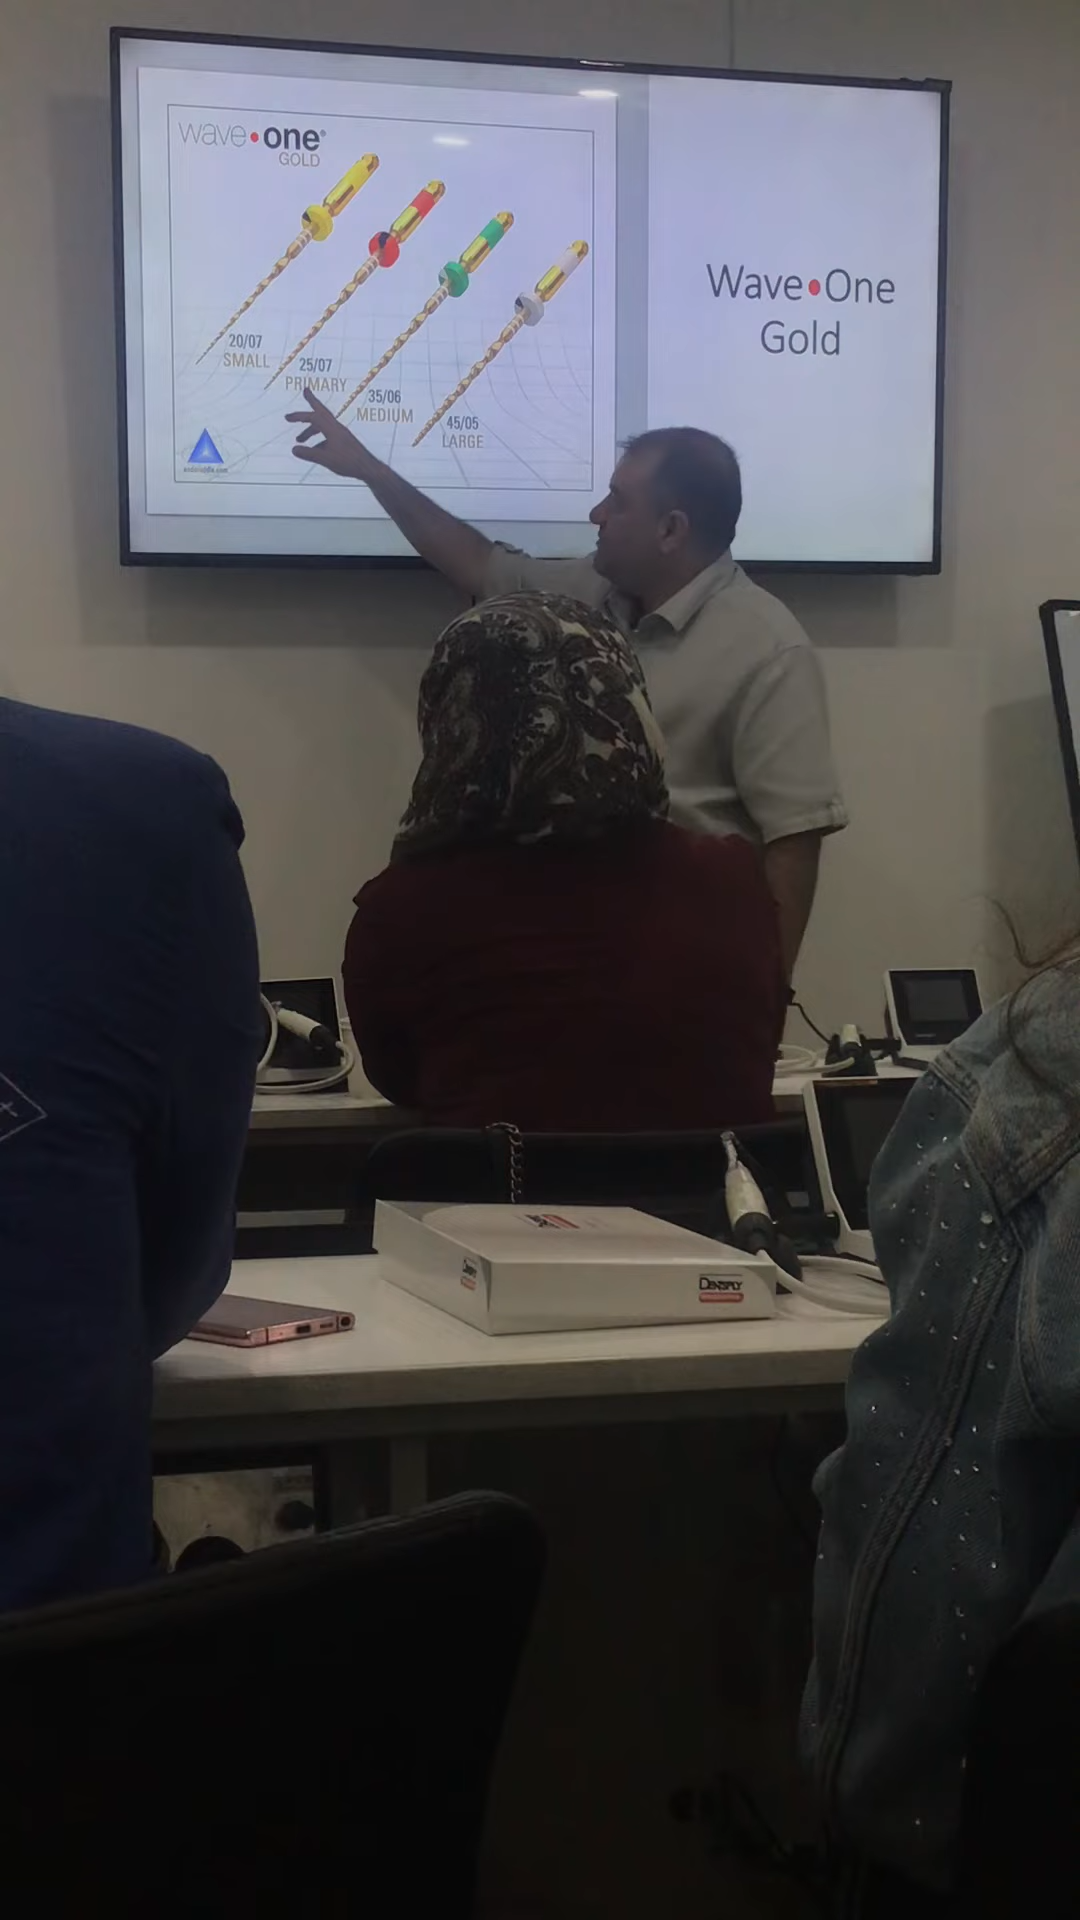 wave•one®
GOLD
20/07
SMALL
25/07
PRIMARY
35/06
MEDIUM
45/05
LARGE
Wave•One
Gold
DENTSPLY